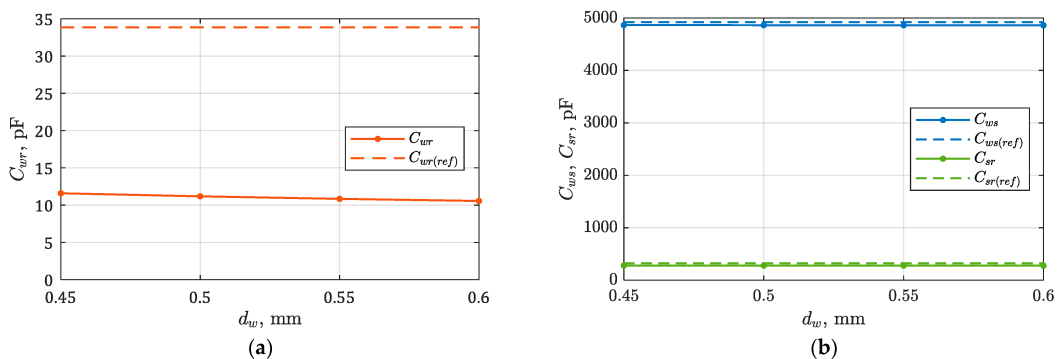 35
30
25
20
15
10
5
0
C_wr, pF
C_wr
C_wr(ref)
0.45 0.5 0.55 0.6
d_w, mm
(a)
5000
4000
3000
2000
1000
0
C_ws, C_sr, pF
C_ws
C_ws(ref)
C_sr
C_sr(ref)
0.45 0.5 0.55 0.6
d_w, mm
(b)